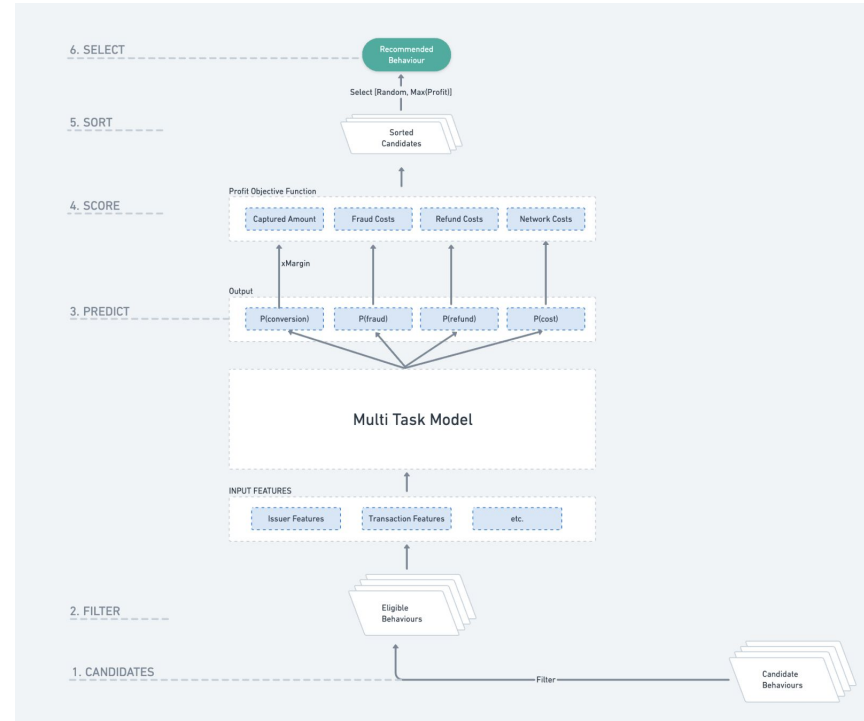 6. SELECT
Recommended
Behaviour
Select [Random, Max(Profit)]
5. SORT
Sorted
Candidates
Profit Objective Function
4. SCORE
Captured Amount
Fraud Costs
Refund Costs
Network Costs
xMargin
Output
3. PREDICT
P(conversion)
P(fraud)
P(refund)
P(cost)
Multi Task Model
INPUT FEATURES
Issuer Features
Transaction Features
etc.
2. FILTER
Eligible
Behaviours
1. CANDIDATES
Filter
Candidate
Behaviours